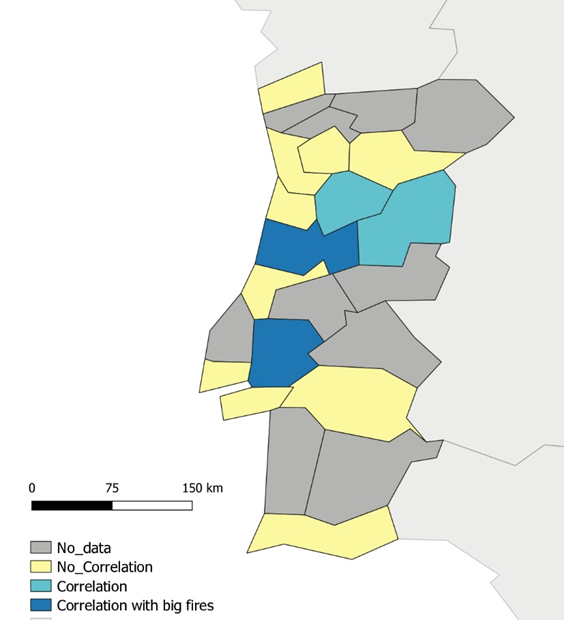 0 75 150 km
No_data
No_Correlation
Correlation
Correlation with big fires